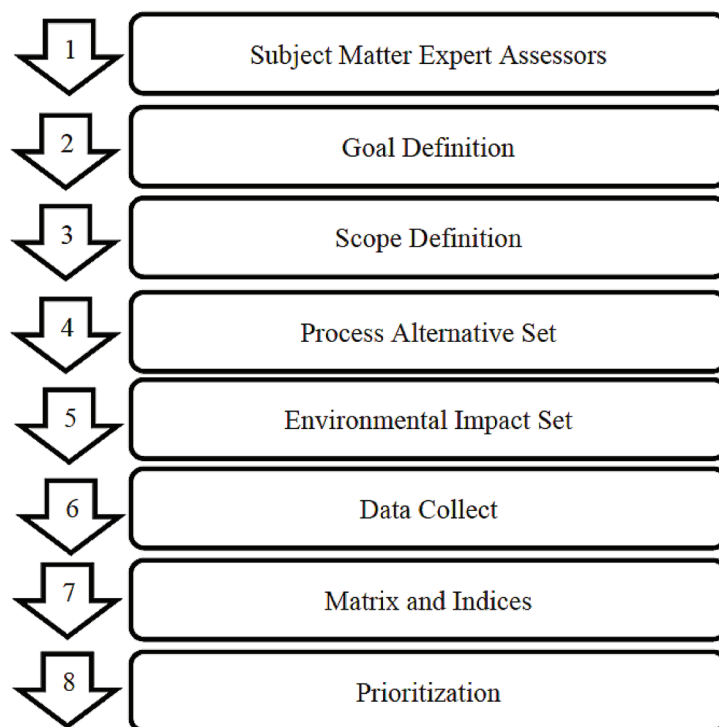 1 Subject Matter Expert Assessors
2 Goal Definition
3 Scope Definition
4 Process Alternative Set
5 Environmental Impact Set
6 Data Collect
7 Matrix and Indices
8 Prioritization